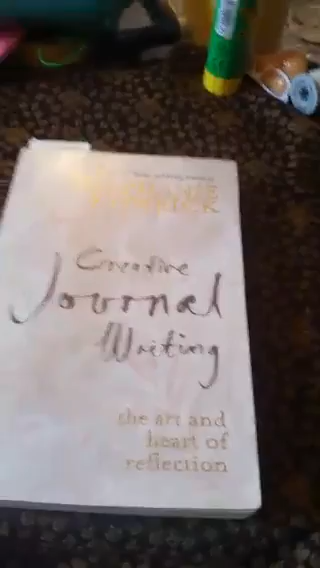 Creative
Journal
Writing
the art and
heart of
reflection